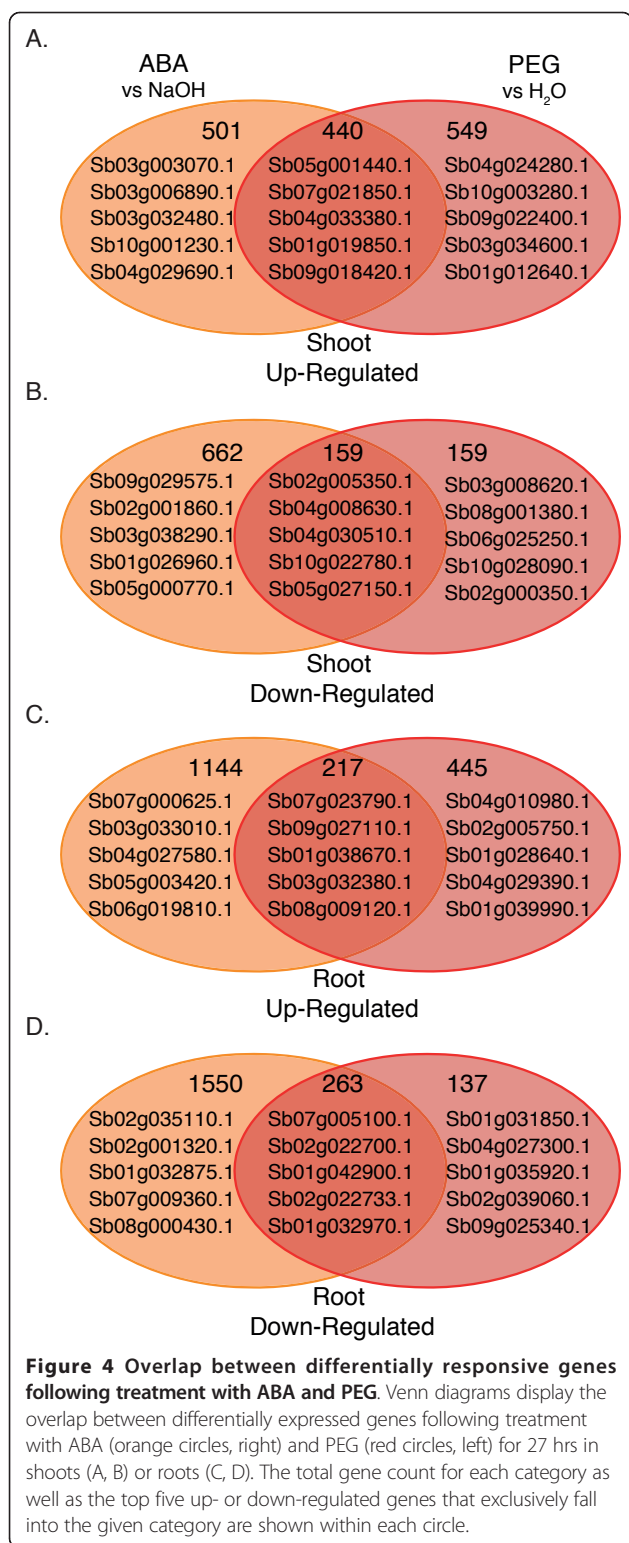 A.
ABA
vs NaOH
PEG
vs H₂O
501 440 549
Sb03g003070.1 Sb05g001440.1 Sb04g024280.1
Sb03g006890.1 Sb07g021850.1 Sb10g003280.1
Sb03g032480.1 Sb04g033380.1 Sb09g022400.1
Sb10g001230.1 Sb01g019850.1 Sb03g034600.1
Sb04g029690.1 Sb09g018420.1 Sb01g012640.1
Shoot
Up-Regulated
B.
662 159 159
Sb09g029575.1 Sb02g005350.1 Sb03g008620.1
Sb02g001860.1 Sb04g008630.1 Sb08g001380.1
Sb03g038290.1 Sb04g030510.1 Sb06g025250.1
Sb01g026960.1 Sb10g022780.1 Sb10g028090.1
Sb05g000770.1 Sb05g027150.1 Sb02g000350.1
Shoot
Down-Regulated
C.
1144 217 445
Sb07g000625.1 Sb07g023790.1 Sb04g010980.1
Sb03g033010.1 Sb09g027110.1 Sb02g005750.1
Sb04g027580.1 Sb01g038670.1 Sb01g028640.1
Sb05g003420.1 Sb03g032380.1 Sb04g029390.1
Sb06g019810.1 Sb08g009120.1 Sb01g039990.1
Root
Up-Regulated
D.
1550 263 137
Sb02g035110.1 Sb07g005100.1 Sb01g031850.1
Sb02g001320.1 Sb02g022700.1 Sb04g027300.1
Sb01g032875.1 Sb01g042900.1 Sb01g035920.1
Sb07g009360.1 Sb02g022733.1 Sb02g039060.1
Sb08g000430.1 Sb01g032970.1 Sb09g025340.1
Root
Down-Regulated
Figure 4 Overlap between differentially responsive genes
following treatment with ABA and PEG. Venn diagrams display the
overlap between differentially expressed genes following treatment
with ABA (orange circles, right) and PEG (red circles, left) for 27 hrs in
shoots (A, B) or roots (C, D). The total gene count for each category as
well as the top five up- or down-regulated genes that exclusively fall
into the given category are shown within each circle.